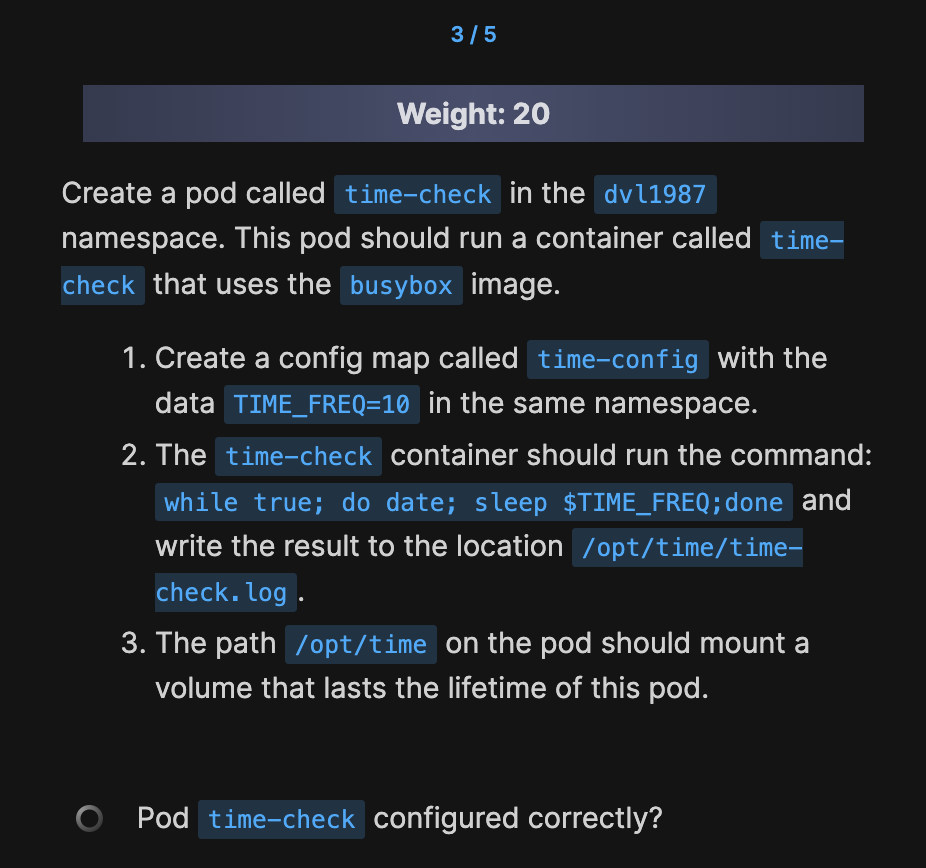 3 / 5
Weight: 20
Create a pod called time-check in the dvl1987
namespace. This pod should run a container called time-
check that uses the busybox image.
1. Create a config map called time-config with the
data TIME_FREQ=10 in the same namespace.
2. The time-check container should run the command:
while true; do date; sleep $TIME_FREQ;done and
write the result to the location /opt/time/time-
check.log.
3. The path /opt/time on the pod should mount a
volume that lasts the lifetime of this pod.
Pod time-check configured correctly?